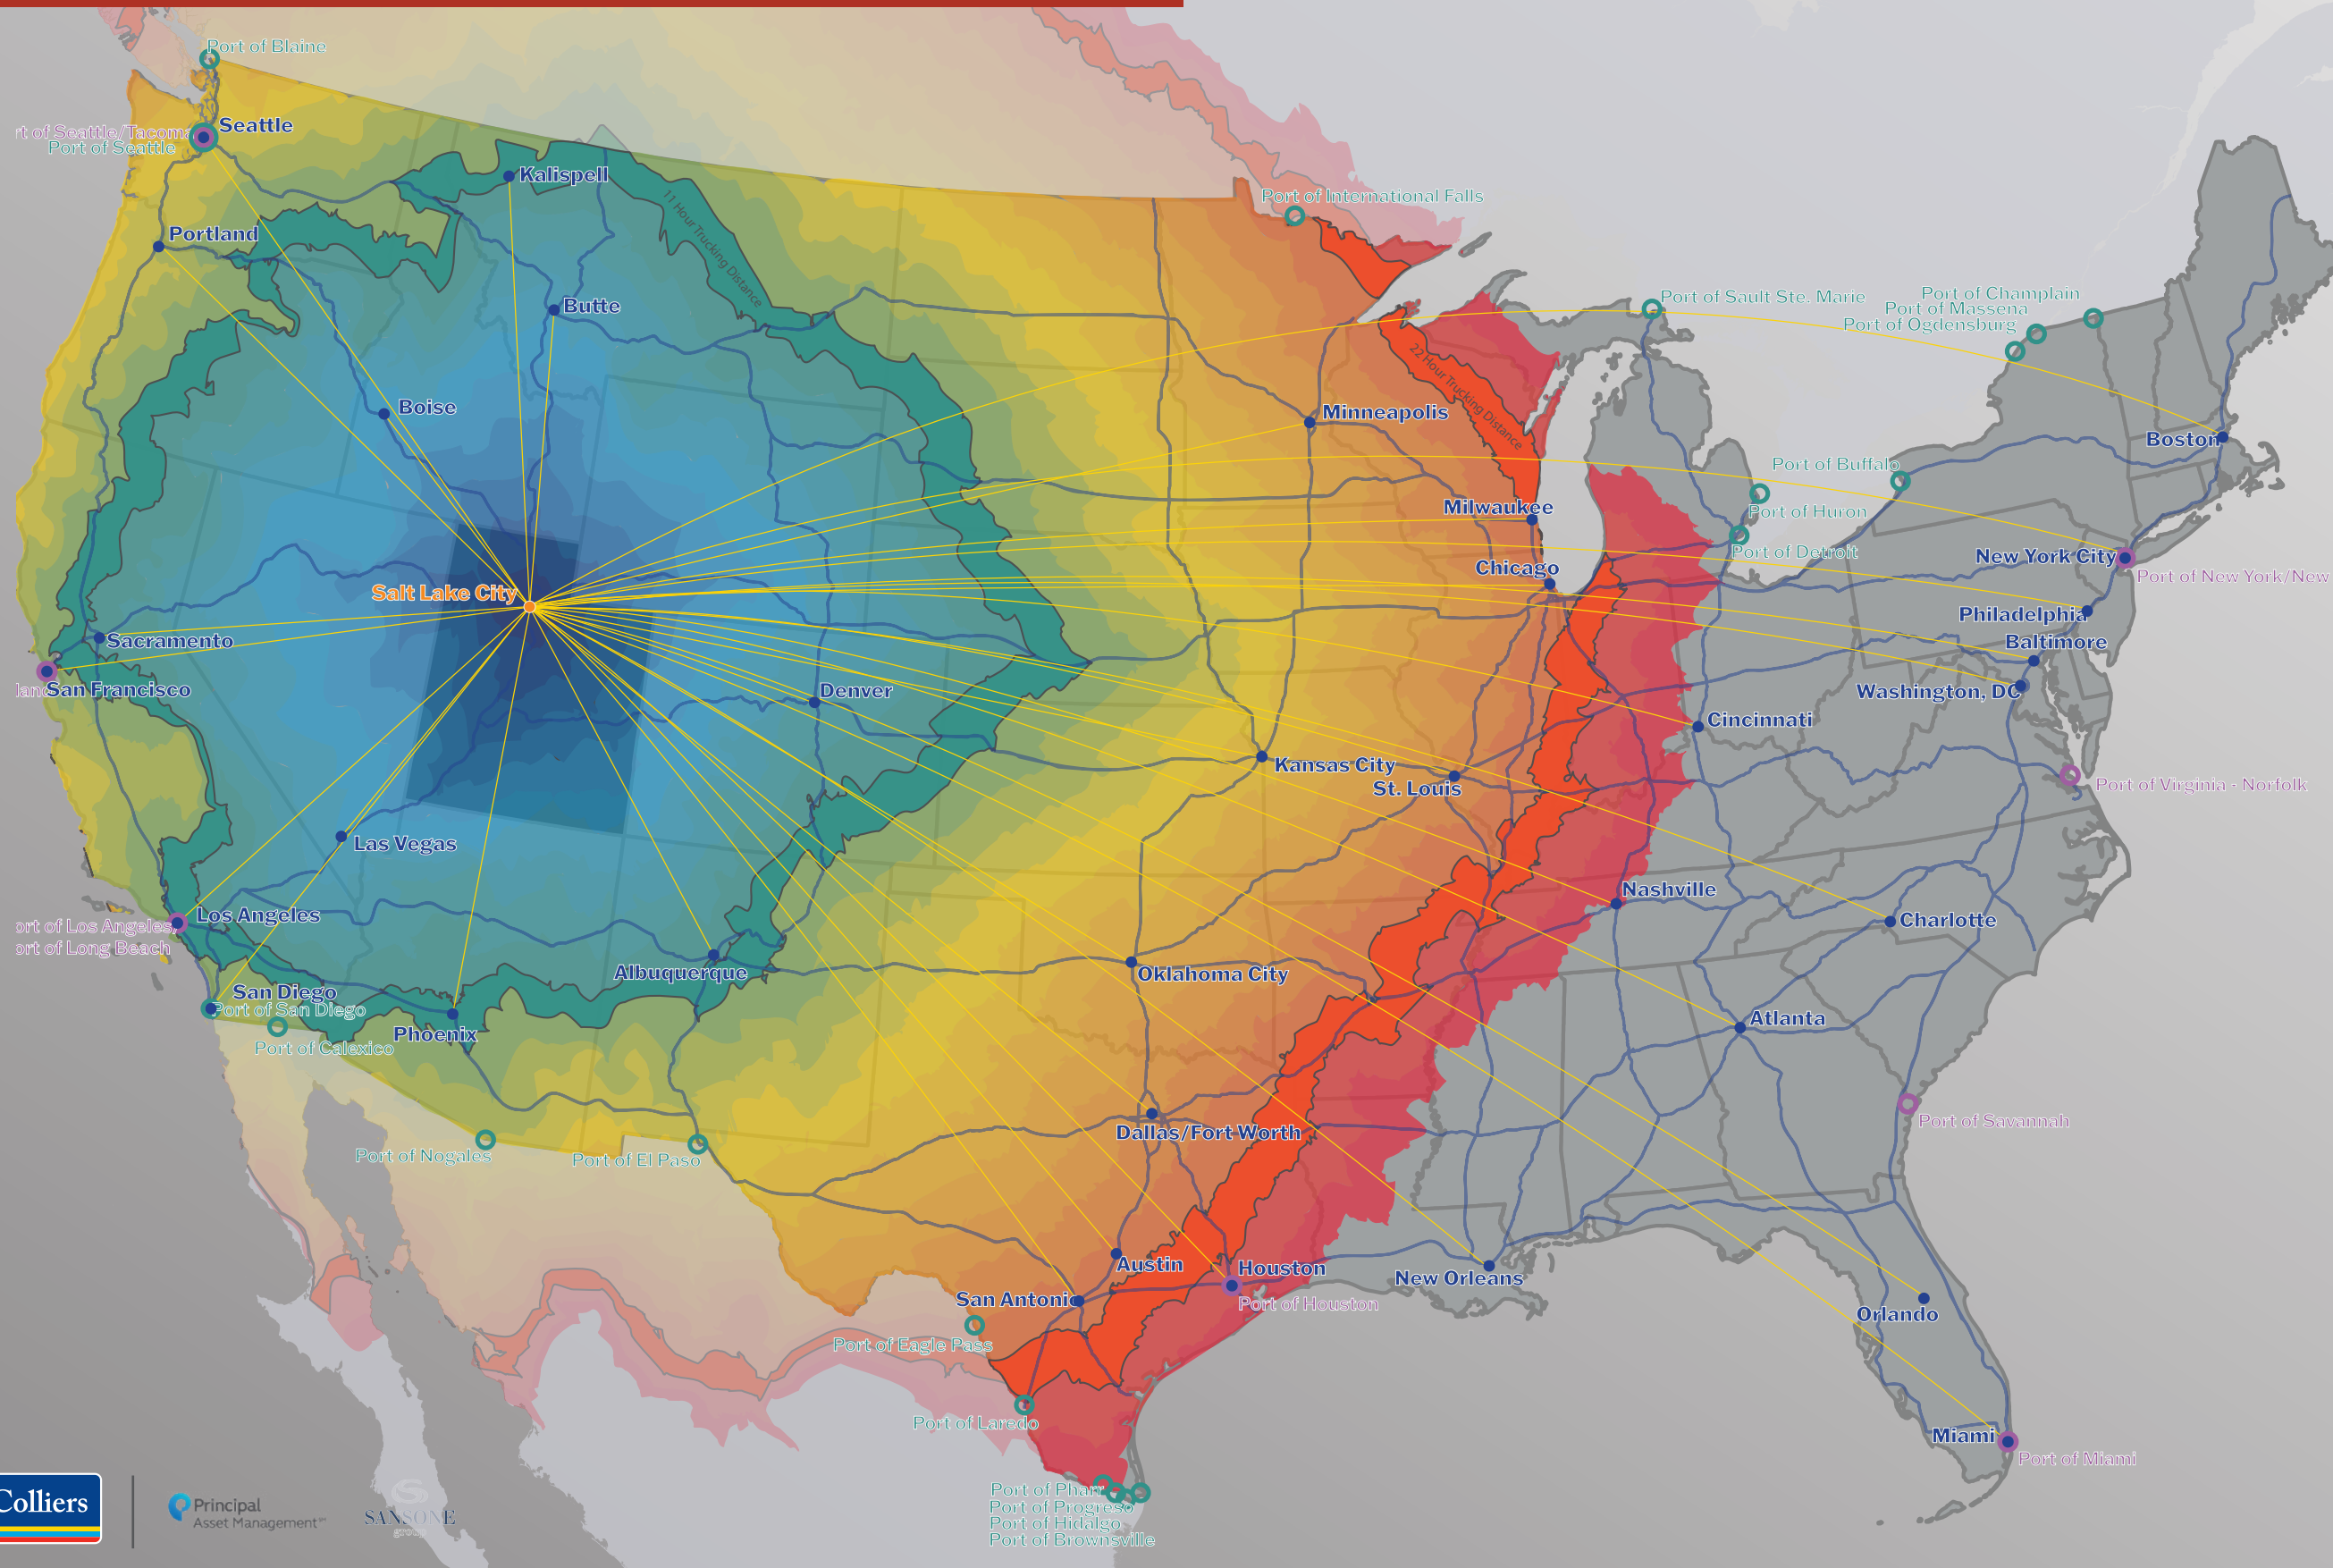 Port of Blaine
Seattle
rt of Seattle/Tacoma
Port of Seattle
Kalispell
11 Hour Trucking Distance
Port of International Falls
Portland
Butte
Port of Sault Ste. Marie
Port of Champlain
Port of Massena
Port of Ogdensburg
22 Hour Trucking Distance
Boise
Minneapolis
Boston
Port of Buffalo
Milwaukee
Port of Huron
Port of Detroit
New York City
Port of New York/New
Chicago
Salt Lake City
Philadelphia
Sacramento
Baltimore
San Francisco
Denver
Washington, DC
Cincinnati
Kansas City
St. Louis
Port of Virginia - Norfolk
Las Vegas
Nashville
Los Angeles
ort of Los Angeles/
ort of Long Beach
Charlotte
Albuquerque
Oklahoma City
San Diego
Port of San Diego
Phoenix
Port of Calexico
Atlanta
Port of Nogales
Port of El Paso
Dallas/Fort Worth
Port of Savannah
Austin
Houston
New Orleans
San Antonio
Port of Houston
Orlando
Port of Eagle Pass
Port of Laredo
Miami
Port of Miami
Port of Pharr
Port of Progreso
Port of Hidalgo
Port of Brownsville
Colliers
Principal
Asset Management℠
SANSONE
group